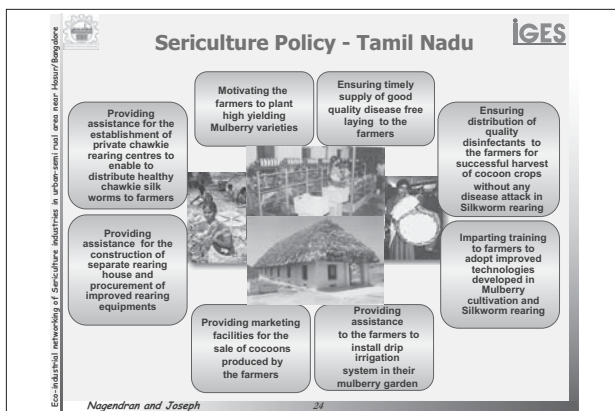 Sericulture Policy - Tamil Nadu
IGES
Eco-industrial networking of Sericulture industries in urban-semi rual area near Hosur/Bangalore
Motivating the
farmers to plant
high yielding
Mulberry varieties
Ensuring timely
supply of good
quality disease free
laying to the
farmers
Providing
assistance for the
establishment of
private chawkie
rearing centres to
enable to
distribute healthy
chawkie silk
worms to farmers
Ensuring
distribution of
quality
disinfectants to
the farmers for
successful harvest
of cocoon crops
without any
disease attack in
Silkworm rearing
Providing
assistance for the
construction of
separate rearing
house and
procurement of
improved rearing
equipments
Imparting training
to farmers to
adopt improved
technologies
developed in
Mulberry
cultivation and
Silkworm rearing
Providing marketing
facilities for the
sale of cocoons
produced by
the farmers
Providing
assistance
to the farmers to
install drip
irrigation
system in their
mulberry garden
Nagendran and Joseph
24